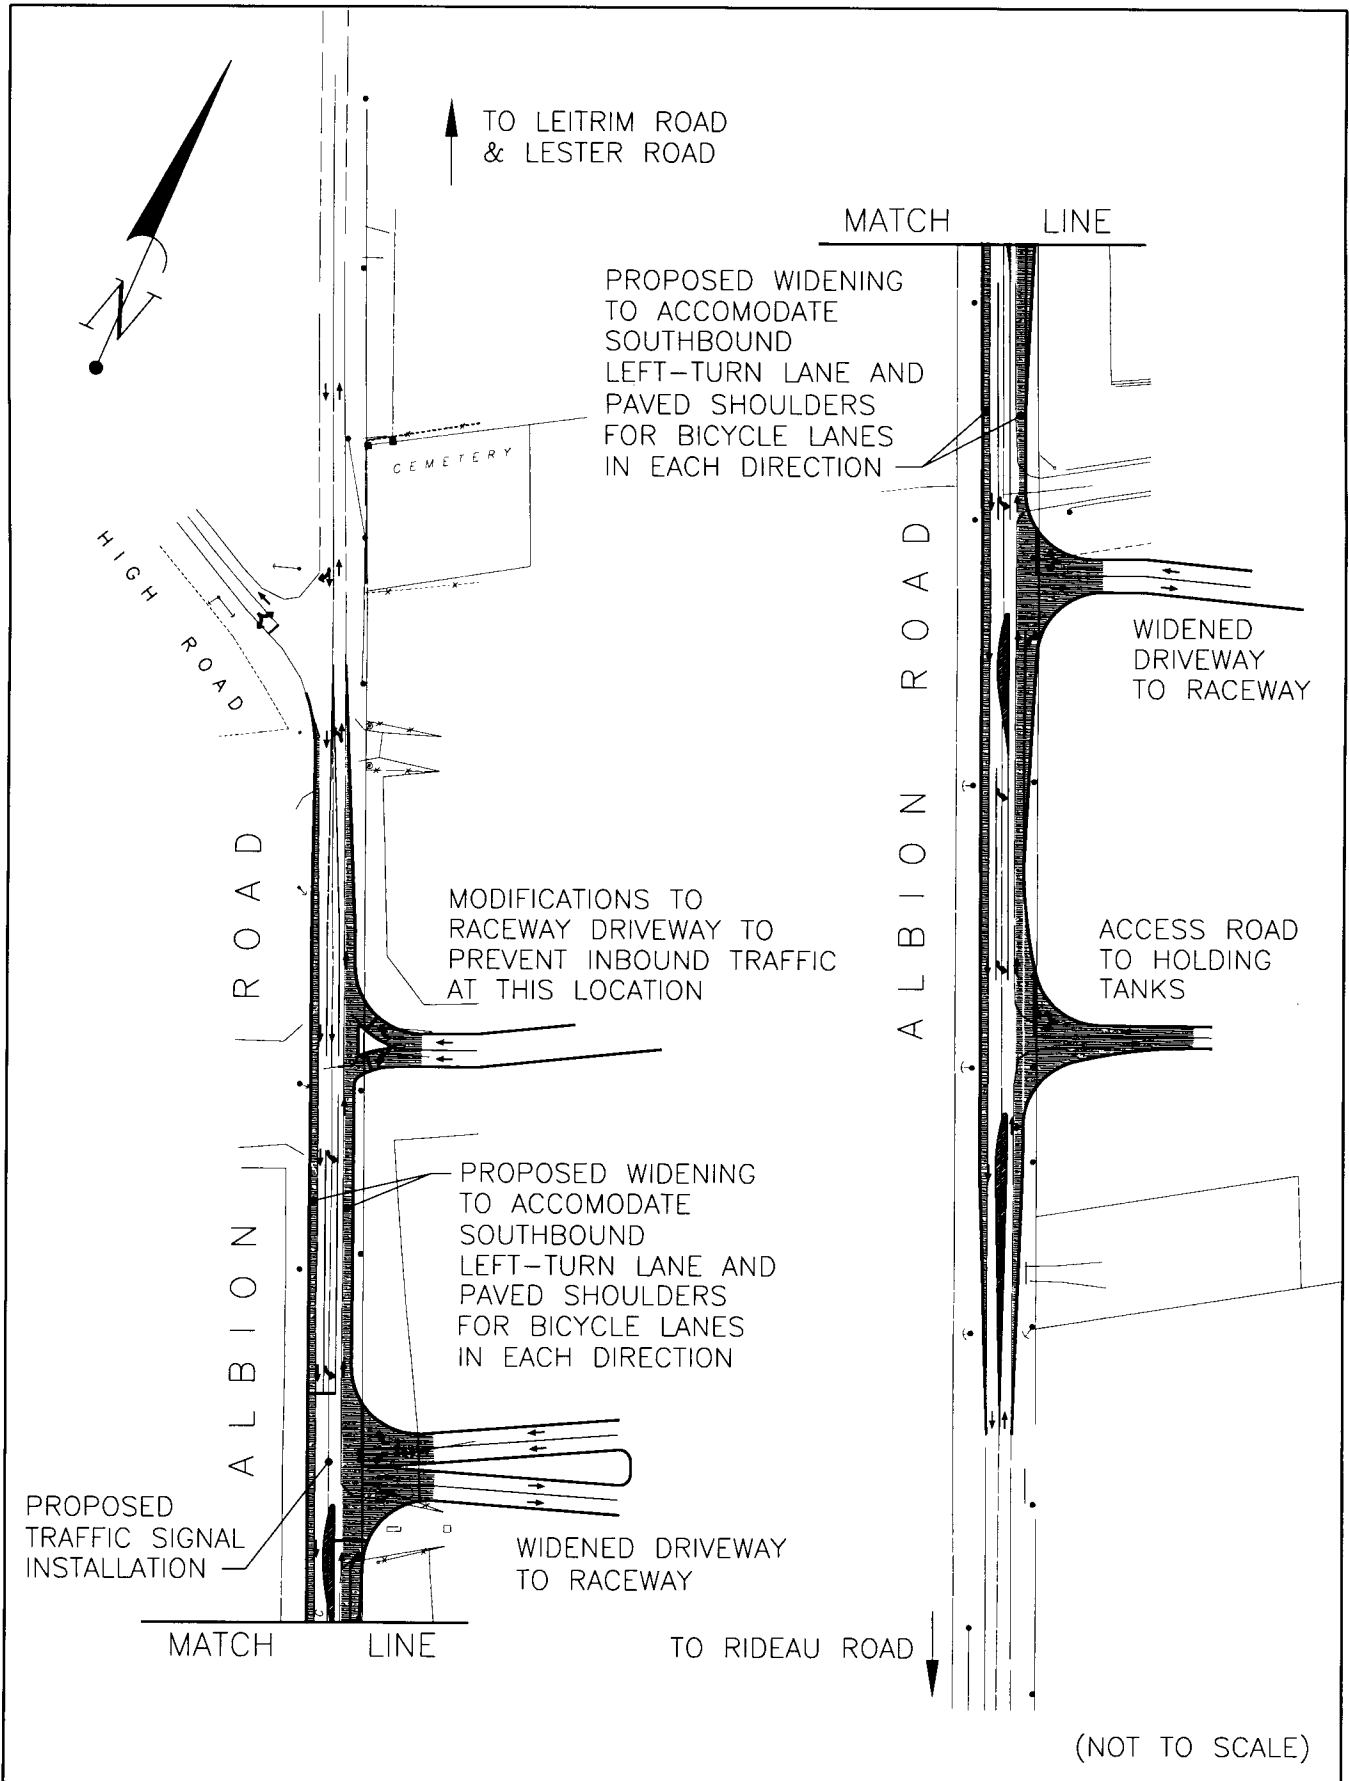 TO LEITRIM ROAD
& LESTER ROAD
N
CEMETERY
HIGH ROAD
MODIFICATIONS TO
RACEWAY DRIVEWAY TO
PREVENT INBOUND TRAFFIC
AT THIS LOCATION
ALBION ROAD
PROPOSED WIDENING
TO ACCOMODATE
SOUTHBOUND
LEFT-TURN LANE AND
PAVED SHOULDERS
FOR BICYCLE LANES
IN EACH DIRECTION
PROPOSED
TRAFFIC SIGNAL
INSTALLATION
WIDENED DRIVEWAY
TO RACEWAY
MATCH LINE
MATCH LINE
PROPOSED WIDENING
TO ACCOMODATE
SOUTHBOUND
LEFT-TURN LANE AND
PAVED SHOULDERS
FOR BICYCLE LANES
IN EACH DIRECTION
ALBION ROAD
WIDENED
DRIVEWAY
TO RACEWAY
ACCESS ROAD
TO HOLDING
TANKS
TO RIDEAU ROAD
(NOT TO SCALE)